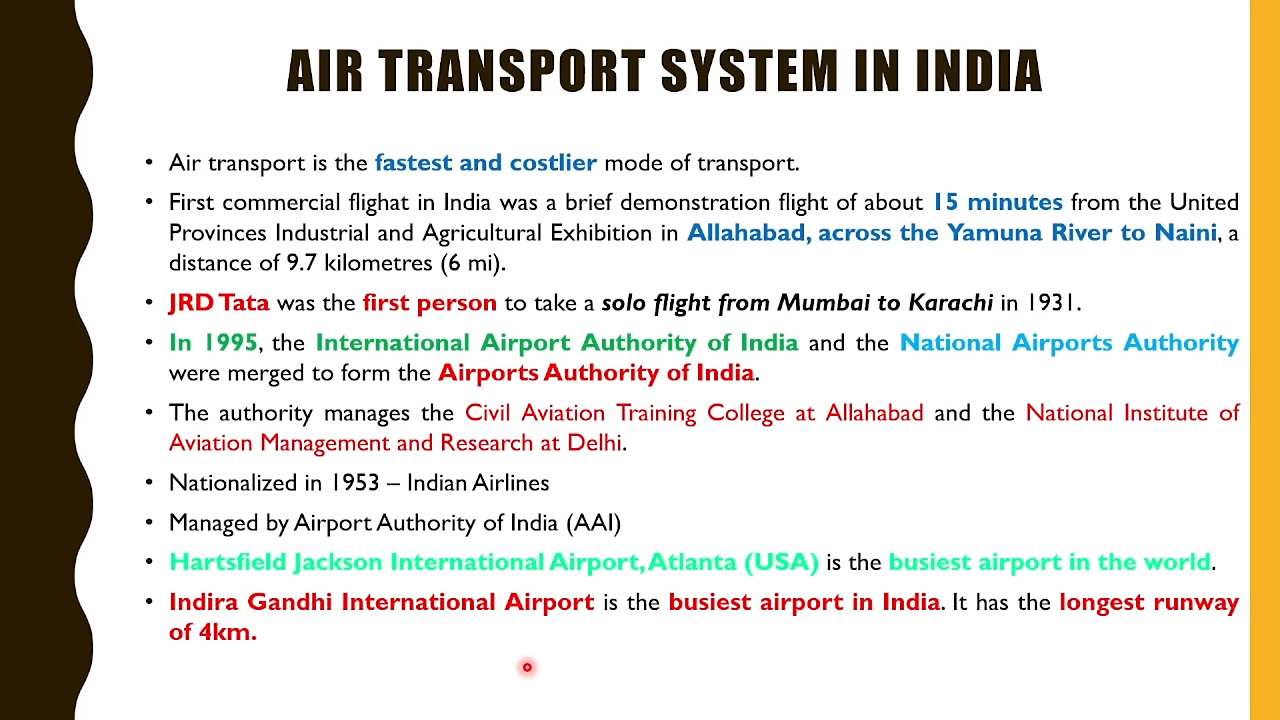 AIR TRANSPORT SYSTEM IN INDIA
• Air transport is the fastest and costlier mode of transport.
• First commercial flighat in India was a brief demonstration flight of about 15 minutes from the United
Provinces Industrial and Agricultural Exhibition in Allahabad, across the Yamuna River to Naini, a
distance of 9.7 kilometres (6 mi).
• JRD Tata was the first person to take a solo flight from Mumbai to Karachi in 1931.
• In 1995, the International Airport Authority of India and the National Airports Authority
were merged to form the Airports Authority of India.
• The authority manages the Civil Aviation Training College at Allahabad and the National Institute of
Aviation Management and Research at Delhi.
• Nationalized in 1953 – Indian Airlines
• Managed by Airport Authority of India (AAI)
• Hartsfield Jackson International Airport, Atlanta (USA) is the busiest airport in the world.
• Indira Gandhi International Airport is the busiest airport in India. It has the longest runway
of 4km.